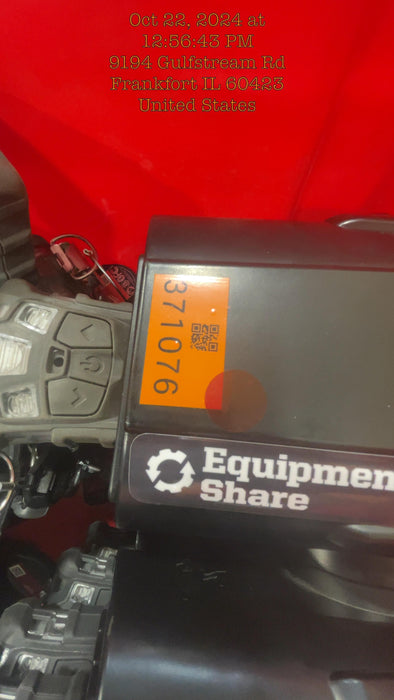 Oct 22, 2024 at
12:56:43 PM
9194 Gulfstream Rd
Frankfort IL 60423
United States
371076
Equipmen
Share